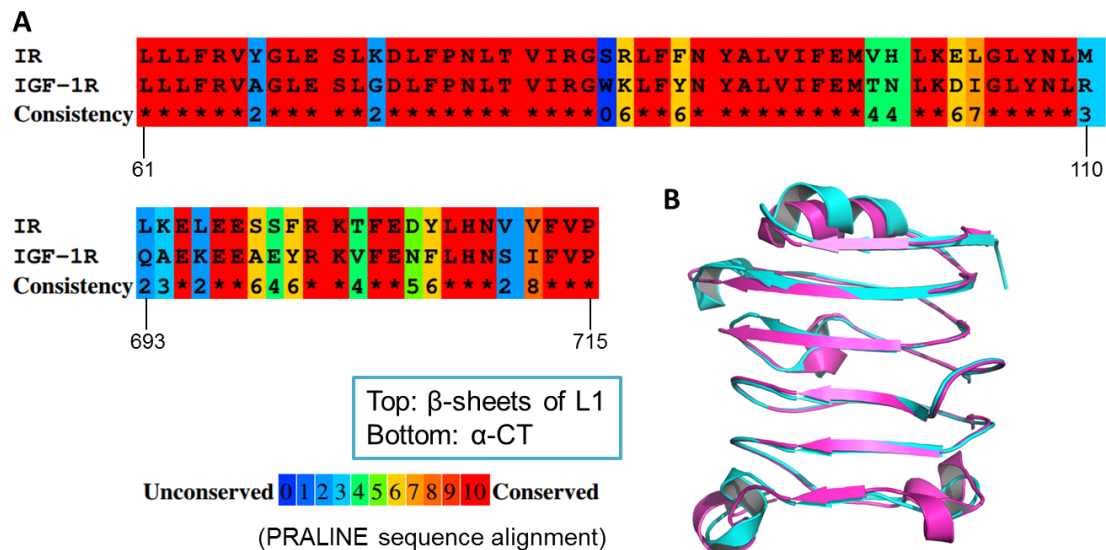 A
IR LLLFRVYGLE SLKDLFPNLT VIRGSRLFFN YALVIFEMVH LKELGLYNLM
IGF-1R LLLFRVAGLE SLGDLFPNLT VIRGWKLFYN YALVIFEMTN LKDIGLYNLR
Consistency ******2*** **2******* ****06**6* ********44 **67*****3
61 110
B
IR LKELEESSFR KTFEDYLHNV VFVP
IGF-1R QAEKEEAEYR KVFENFLHNS IFVP
Consistency 23*2**646* *4**56***2 8***
693 715
Top: β-sheets of L1
Bottom: α-CT
Unconserved 0 1 2 3 4 5 6 7 8 9 10 Conserved
(PRALINE sequence alignment)